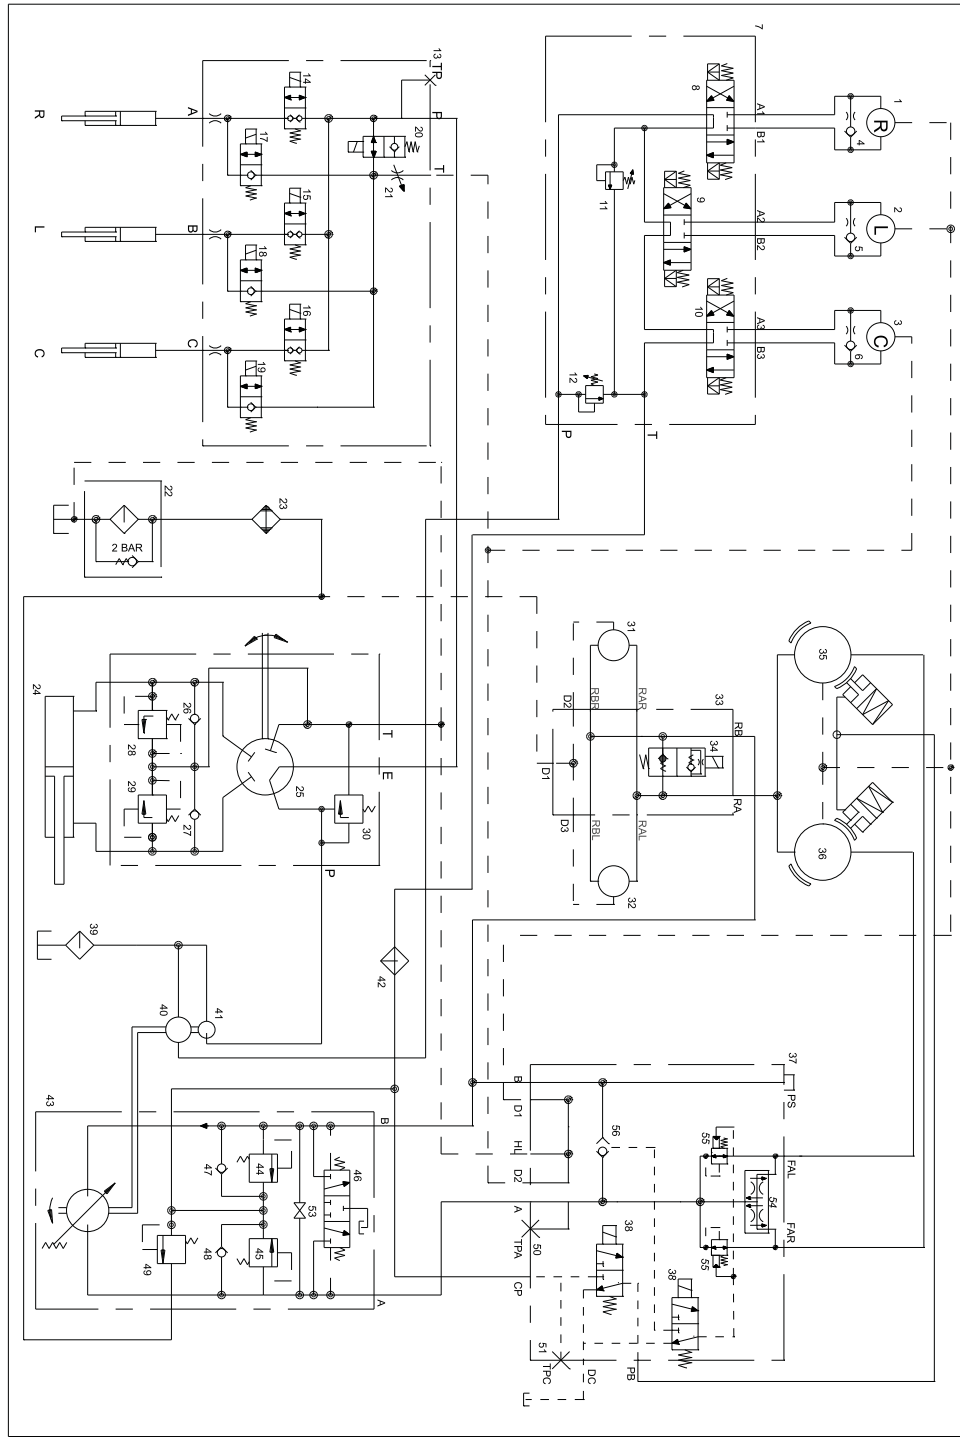 7
13 TP
14
8
R
A
P
A1
B1
1
R
4
17
20
T
21
11
15
9
L
B
A2
B2
2
L
5
18
16
10
C
C
A3
B3
3
C
6
19
12
P
T
22
23
2 BAR
24
26
28
29
27
25
T
E
30
P
31
D2
RBR
RAR
33
RB
34
D1
RA
D3
RBL
RAL
32
35
36
39
40
41
42
43
B
47
44
46
53
48
45
49
A
37
B
PS
D1
HL
D2
56
55
FAL
54
FAR
A
TPA
50
38
55
CP
38
51
TPC
DC
PB